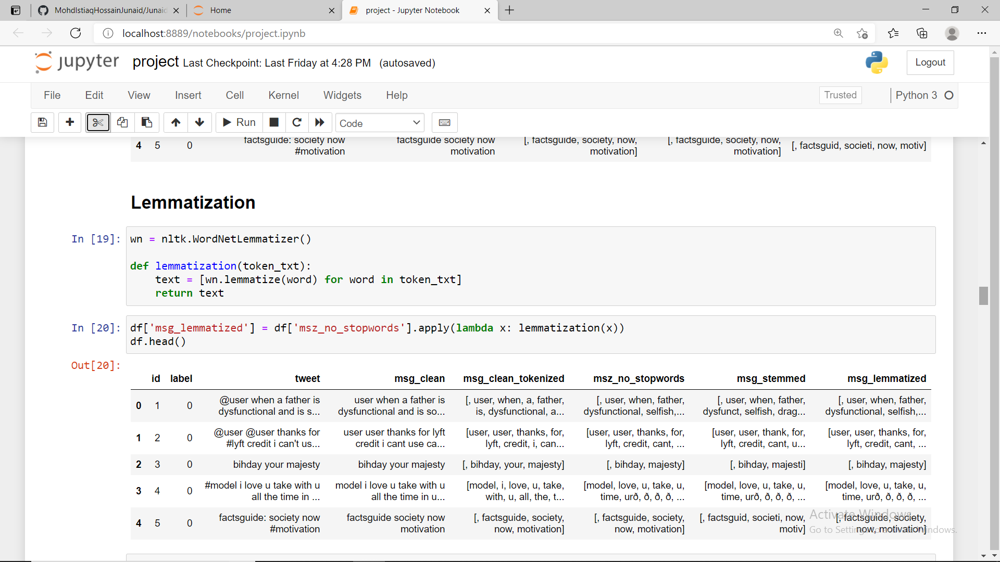 MohdIstiaqHossainJunaid/Junaid
Home
project - Jupyter Notebook
localhost:8889/notebooks/project.ipynb
jupyter project Last Checkpoint: Last Friday at 4:28 PM (autosaved)
Logout
File Edit View Insert Cell Kernel Widgets Help Trusted Python 3
Run Code
4 5 0 factsguide: society now factsguide society now [, factsguide, society, now, [, factsguide, society, now, [, factsguid, societi, now, motiv]
#motivation motivation motivation] motivation]
Lemmatization
In [19]: wn = nltk.WordNetLemmatizer()
def lemmatization(token_txt):
text = [wn.lemmatize(word) for word in token_txt]
return text
In [20]: df['msg_lemmatized'] = df['msz_no_stopwords'].apply(lambda x: lemmatization(x))
df.head()
Out[20]:
id label tweet msg_clean msg_clean_tokenized msz_no_stopwords msg_stemmed msg_lemmatized
0 1 0 @user when a father is user when a father is [, user, when, a, father, [, user, when, father, [, user, when, father, [, user, when, father,
dysfunctional and is s... dysfunctional and is so... is, dysfunctional, a... dysfunctional, selfish,... dysfunct, selfish, drag... dysfunctional, selfish,...
1 2 0 @user @user thanks for user user thanks for lyft [user, user, thanks, for, [user, user, thanks, for, [user, user, thank, for, [user, user, thanks, for,
#lyft credit i can't us... credit i cant use ca... lyft, credit, i, can... lyft, credit, cant, ... lyft, credit, cant, u... lyft, credit, cant, ...
2 3 0 bihday your majesty bihday your majesty [, bihday, your, majesty] [, bihday, majesty] [, bihday, majesti] [, bihday, majesty]
3 4 0 #model i love u take with u model i love u take with u [model, i, love, u, take, [model, love, u, take, u, [model, love, u, take, u, [model, love, u, take, u,
all the time in ... all the time in u... with, u, all, the, t... time, urð, ð, ð, ð, ... time, urð, ð, ð, ð, ... time, urð, ð, ð, ð, ...
4 5 0 factsguide: society now factsguide society now [, factsguide, society, [, factsguide, society, [, factsguid, societi, now, [, factsguide, society,
#motivation motivation now, motivation] now, motivation] motiv] now, motivation]
Activate Windows
Go to Settings to activate Windows.